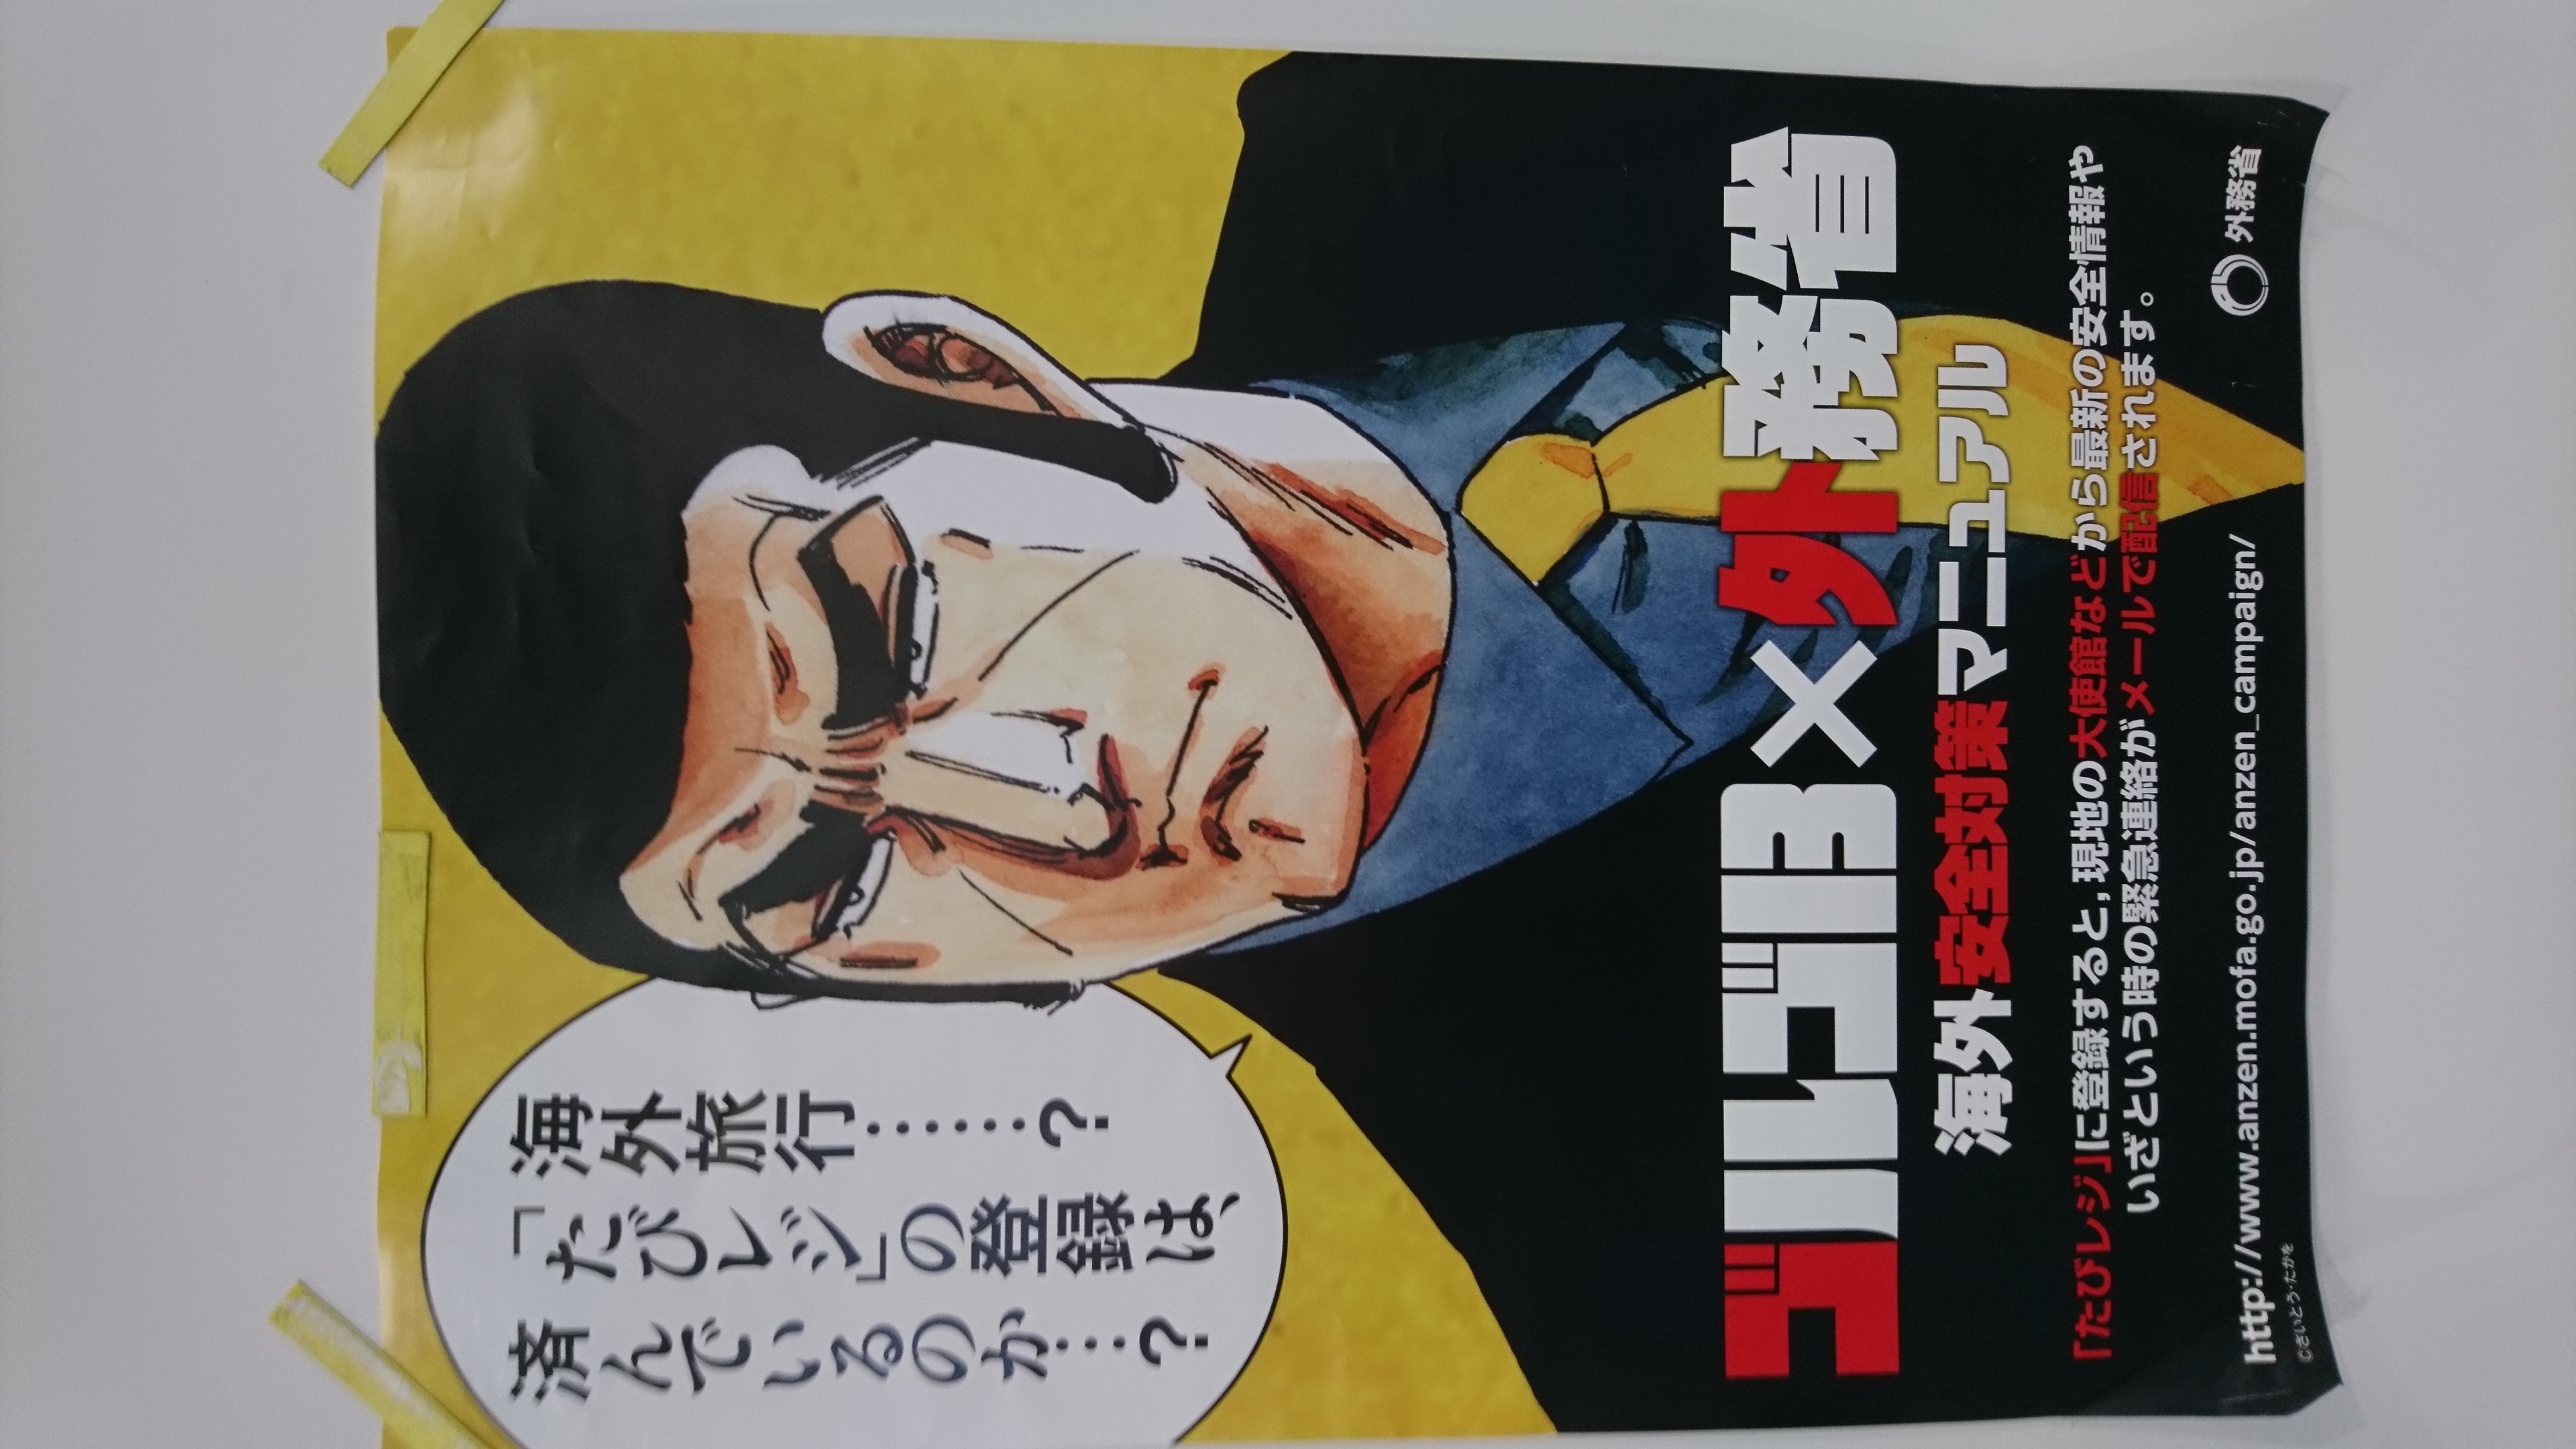 海外旅行………?
「たびレジ」の登録は、
済んでいるのか…?
ゴルゴ13×外務省
海外安全対策マニュアル
「たびレジ」に登録すると,現地の大使館などから最新の安全情報や
いざという時の緊急連絡がメールで配信されます。
http://www.anzen.mofa.go.jp/anzen_campaign/
外務省
©さいとう・たかを